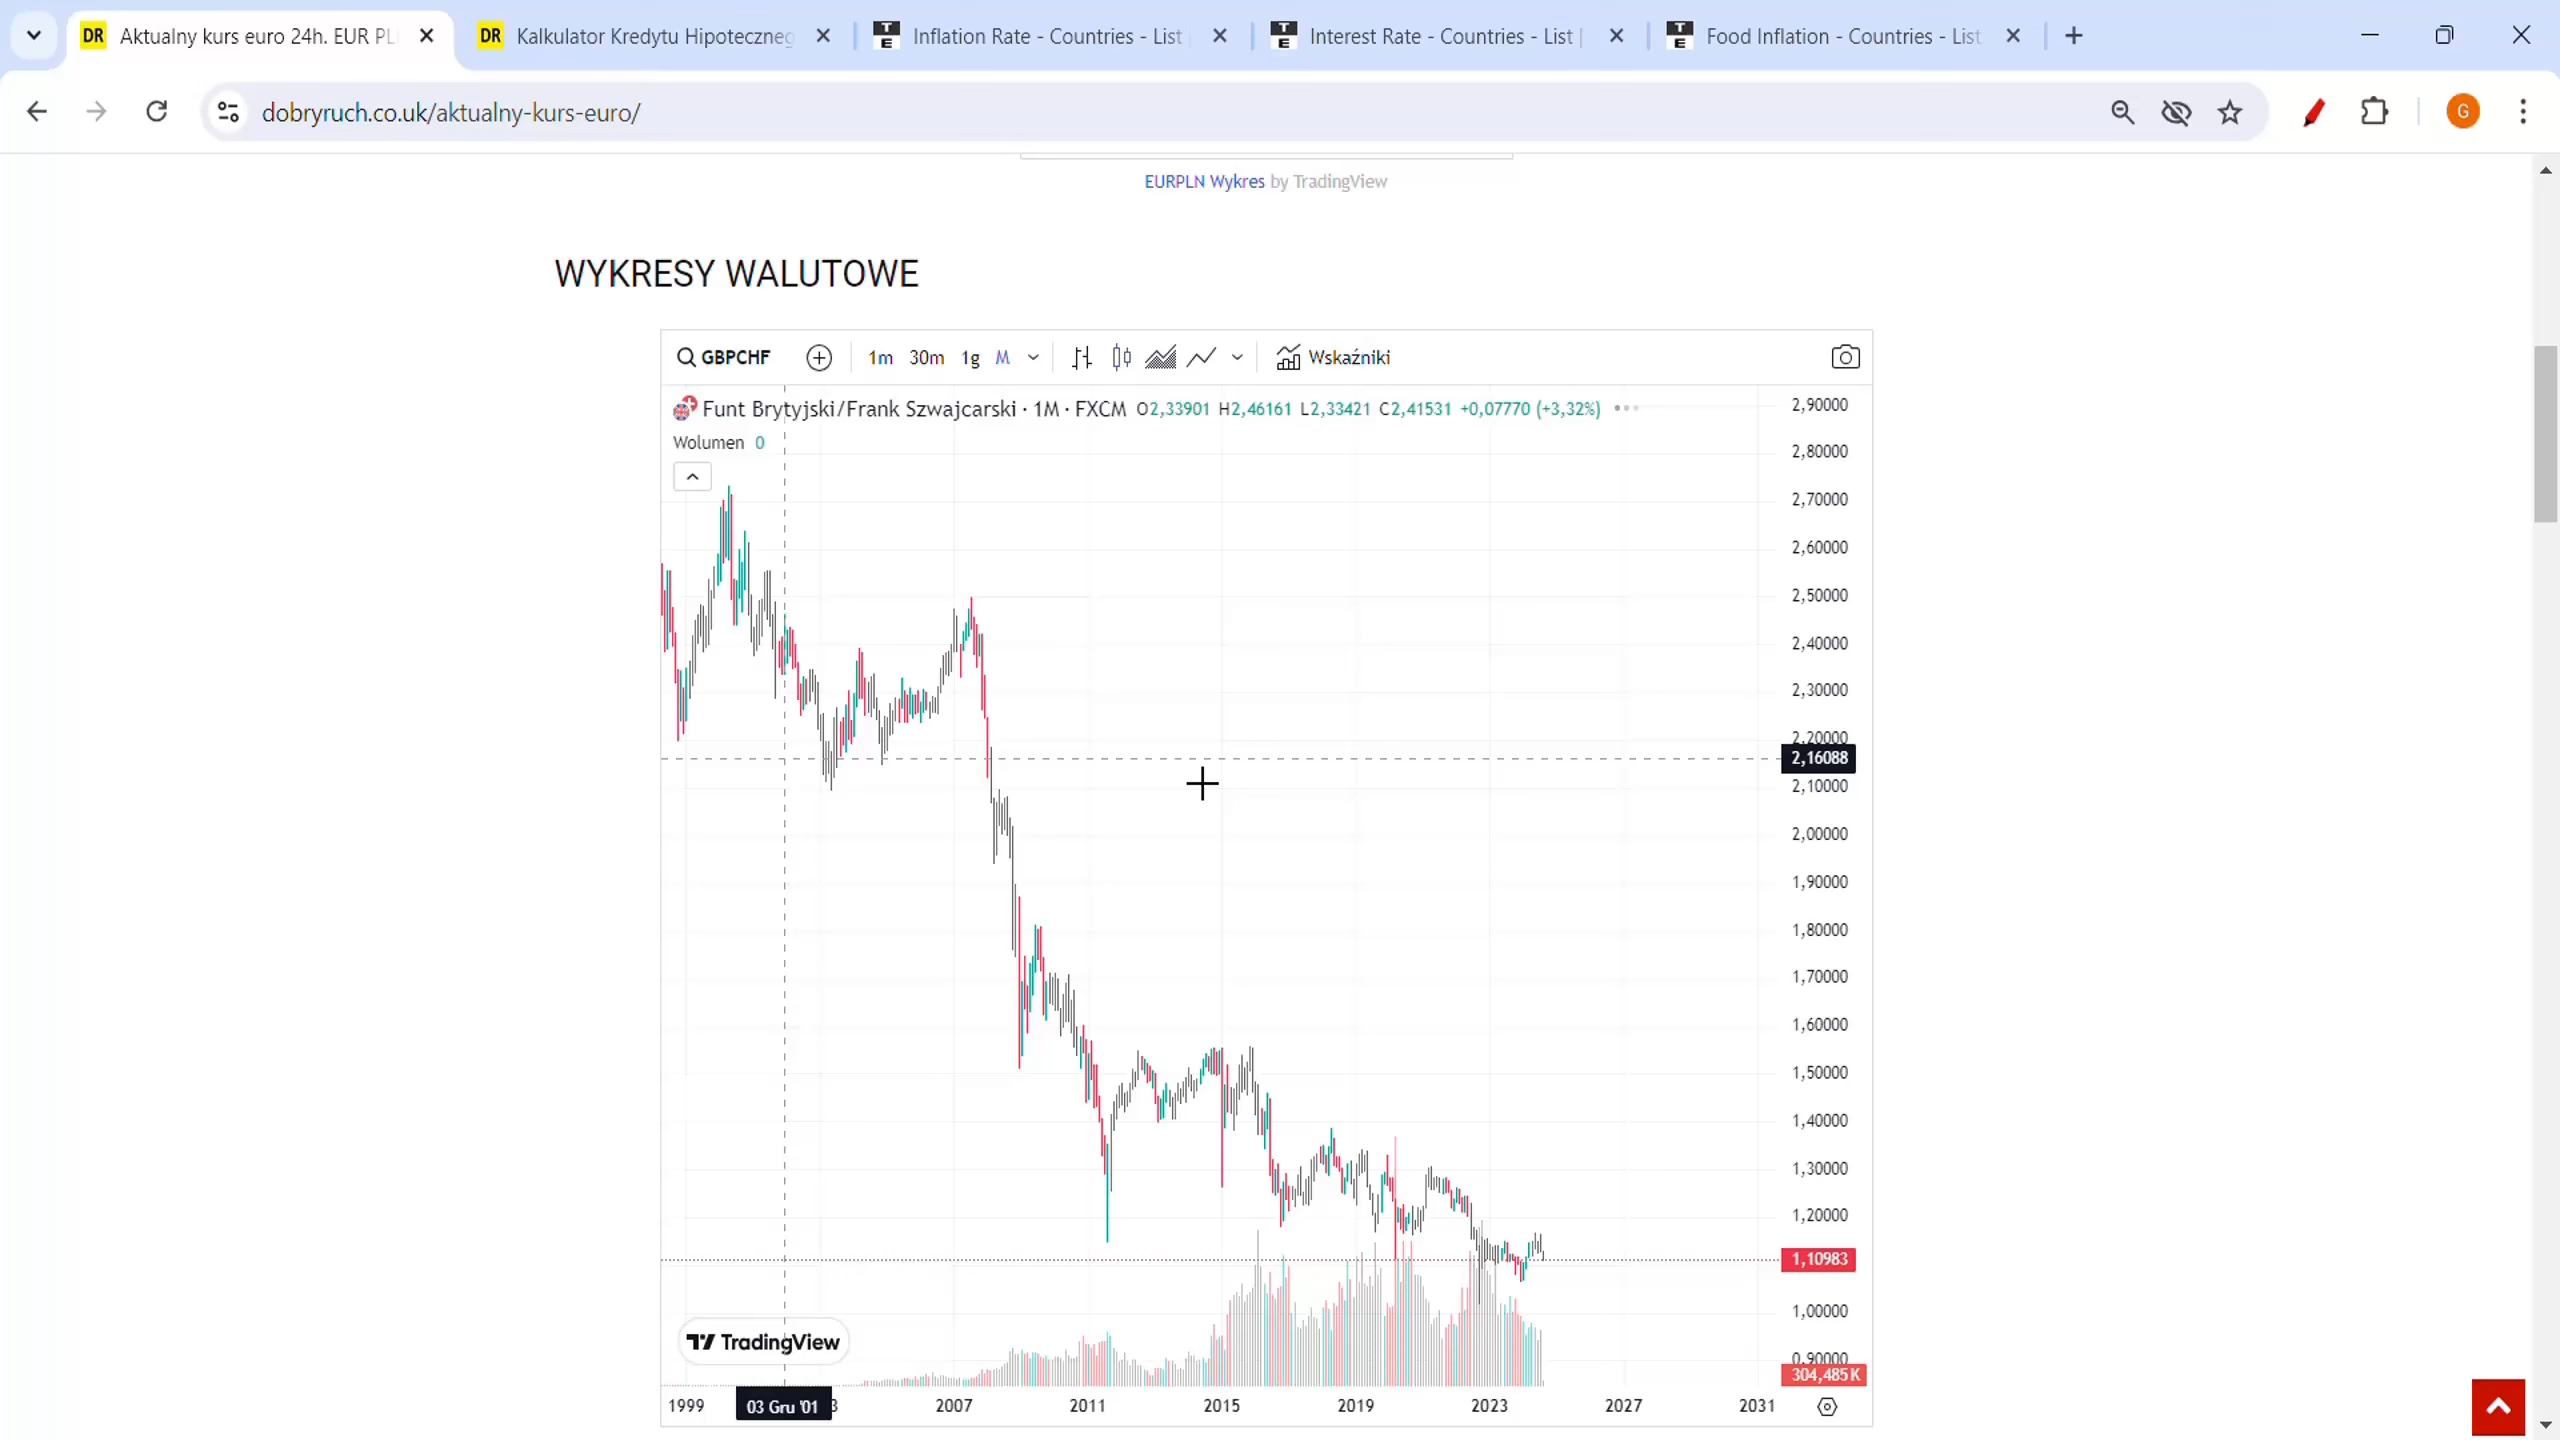 DR Aktualny kurs euro 24h. EUR PL
DR Kalkulator Kredytu Hipoteczneg
TE Inflation Rate - Countries - List
TE Interest Rate - Countries - List |
TE Food Inflation - Countries - List
dobryruch.co.uk/aktualny-kurs-euro/
G
EURPLN Wykres by TradingView
WYKRESY WALUTOWE
GBPCHF 1m 30m 1g M Wskaźniki
Funt Brytyjski/Frank Szwajcarski · 1M · FXCM O2,33901 H2,46161 L2,33421 C2,41531 +0,07770 (+3,32%)
Wolumen 0
2,90000
2,80000
2,70000
2,60000
2,50000
2,40000
2,30000
2,20000
2,16088
2,10000
2,00000
1,90000
1,80000
1,70000
1,60000
1,50000
1,40000
1,30000
1,20000
1,10983
1,00000
0,90000
304,485K
TradingView
1999 03 Gru '01 3 2007 2011 2015 2019 2023 2027 2031